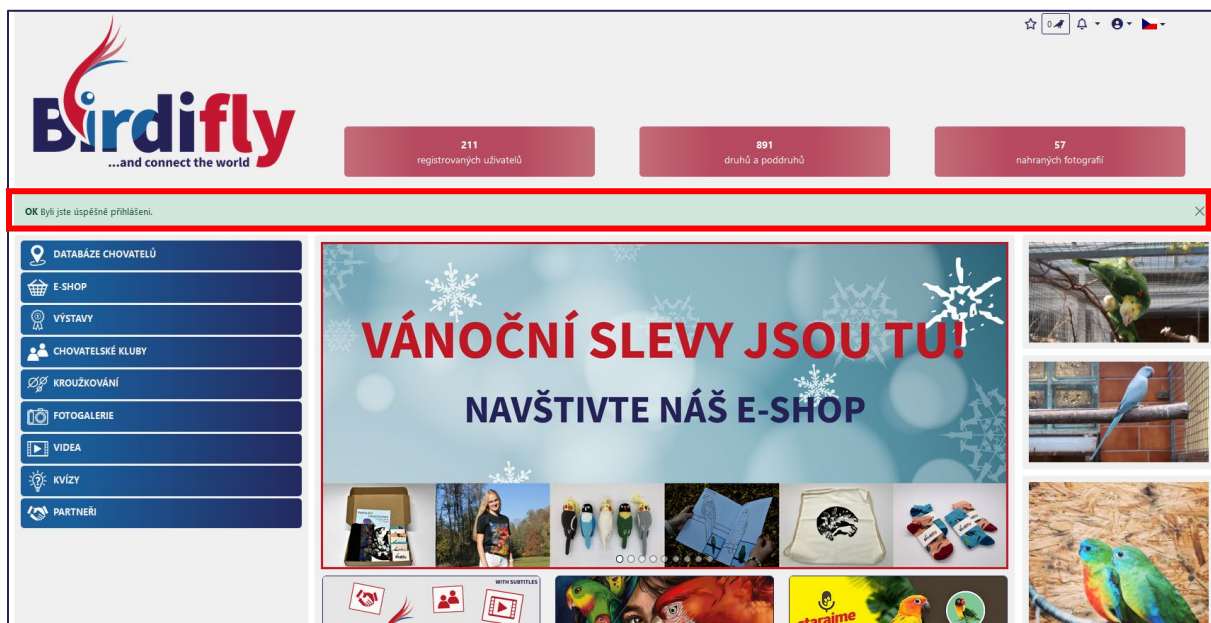 0
Birdifly
...and connect the world
211
registrovaných uživatelů
891
druhů a poddruhů
57
nahraných fotografií
OK Byli jste úspěšně přihlášeni.
DATABÁZE CHOVATELŮ
E-SHOP
VÝSTAVY
CHOVATELSKÉ KLUBY
KROUŽKOVÁNÍ
FOTOGALERIE
VIDEA
KVÍZY
PARTNEŘI
VÁNOČNÍ SLEVY JSOU TU!
NAVŠTIVTE NÁŠ E-SHOP
WITH SUBTITLES
starajme